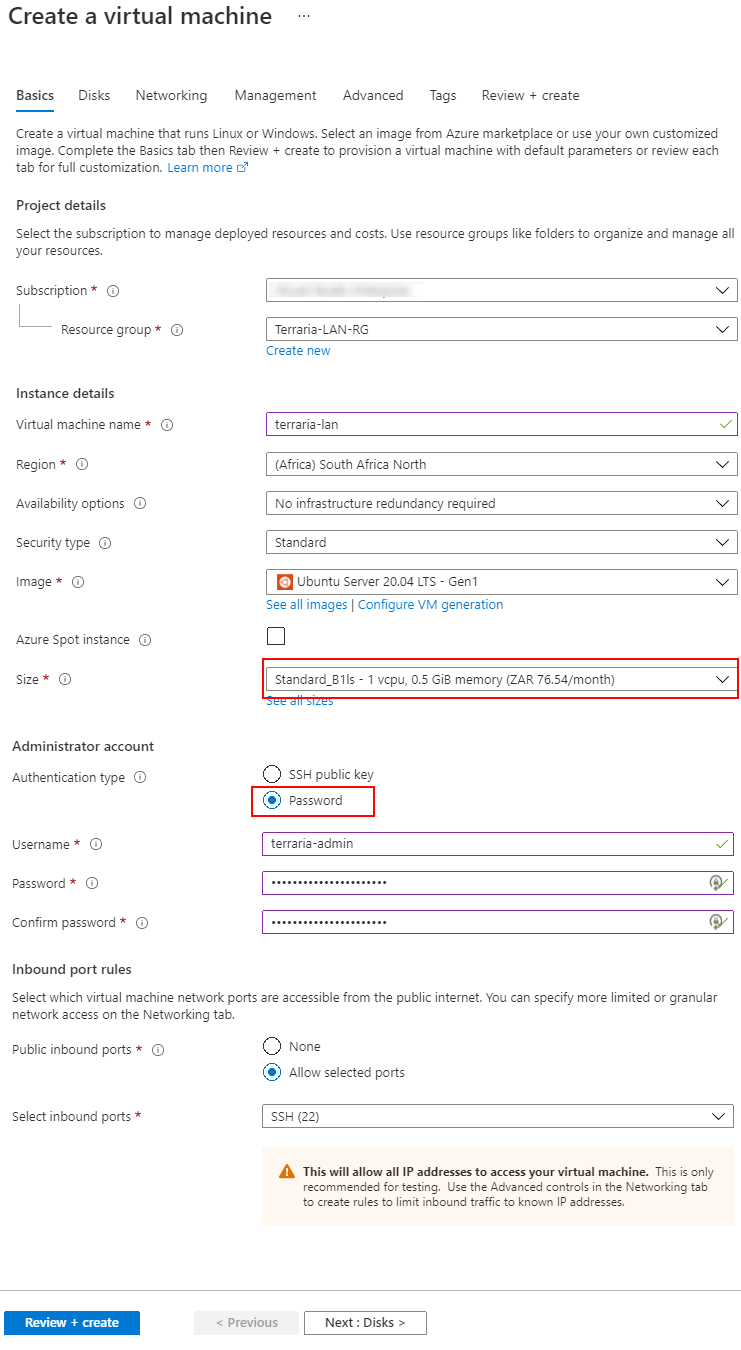 Create a virtual machine ...
Basics Disks Networking Management Advanced Tags Review + create
Create a virtual machine that runs Linux or Windows. Select an image from Azure marketplace or use your own customized
image. Complete the Basics tab then Review + create to provision a virtual machine with default parameters or review each
tab for full customization. Learn more
Project details
Select the subscription to manage deployed resources and costs. Use resource groups like folders to organize and manage all
your resources.
Subscription *
Resource group * Terraria-LAN-RG
Create new
Instance details
Virtual machine name * terraria-lan
Region * (Africa) South Africa North
Availability options No infrastructure redundancy required
Security type Standard
Image * Ubuntu Server 20.04 LTS - Gen1
See all images | Configure VM generation
Azure Spot instance
Size * Standard_B1ls - 1 vcpu, 0.5 GiB memory (ZAR 76.54/month)
See all sizes
Administrator account
Authentication type SSH public key
Password
Username * terraria-admin
Password * ••••••••••••••••••••••
Confirm password * ••••••••••••••••••••••
Inbound port rules
Select which virtual machine network ports are accessible from the public internet. You can specify more limited or granular
network access on the Networking tab.
Public inbound ports * None
Allow selected ports
Select inbound ports * SSH (22)
This will allow all IP addresses to access your virtual machine. This is only
recommended for testing. Use the Advanced controls in the Networking tab
to create rules to limit inbound traffic to known IP addresses.
Review + create < Previous Next : Disks >